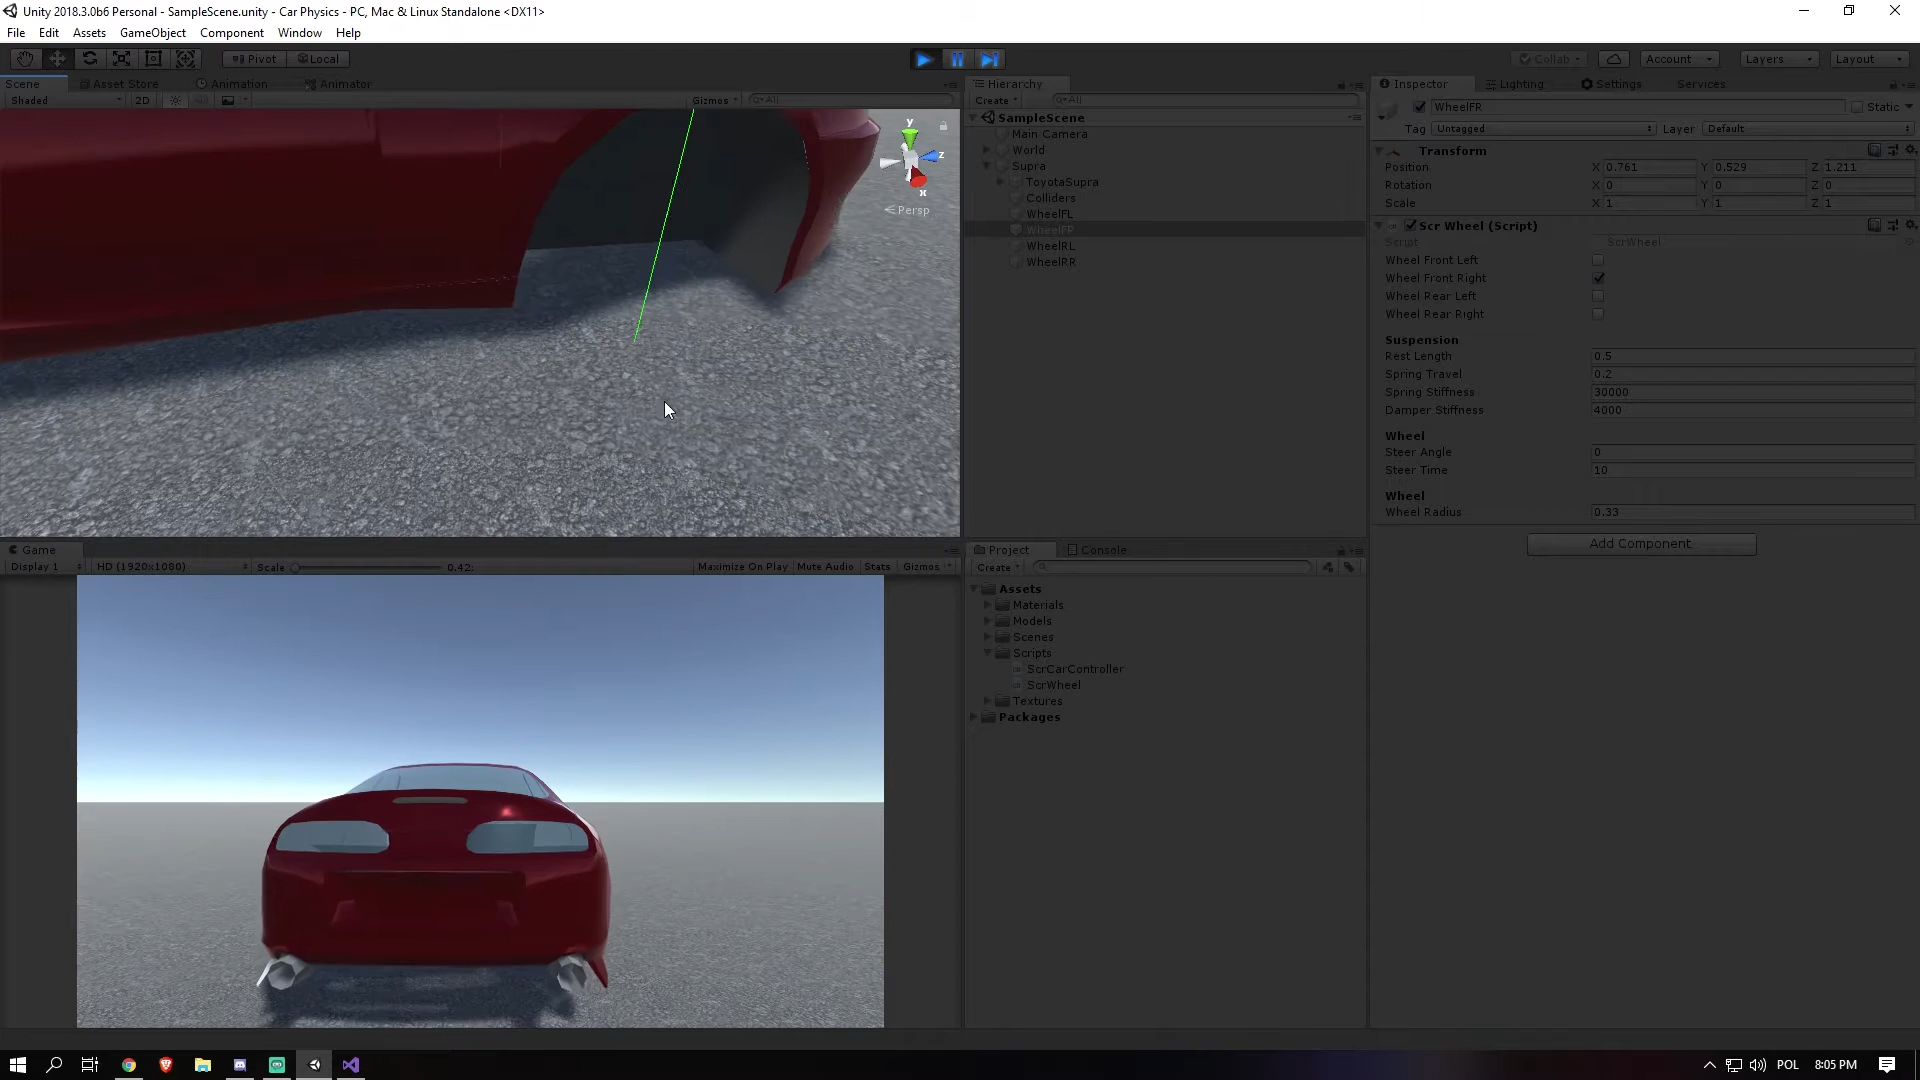 Unity 2018.3.0b6 Personal - SampleScene.unity - Car Physics - PC, Mac & Linux Standalone <DX11>
File Edit Assets GameObject Component Window Help
Pivot Local Collab Account Layers Layout
Scene Asset Store Animation Animator
Shaded 2D Gizmos All
y
z
x
Persp
Hierarchy
Create All
SampleScene
Main Camera
World
Supra
ToyotaSupra
Colliders
WheelFL
WheelFR
WheelRL
WheelRR
Inspector Lighting Settings Services
WheelFR Static
Tag Untagged Layer Default
Transform
Position X 0.761 Y 0.529 Z 1.211
Rotation X 0 Y 0 Z 0
Scale X 1 Y 1 Z 1
Scr Wheel (Script)
Script ScrWheel
Wheel Front Left
Wheel Front Right
Wheel Rear Left
Wheel Rear Right
Suspension
Rest Length 0.5
Spring Travel 0.2
Spring Stiffness 30000
Damper Stiffness 4000
Wheel
Steer Angle 0
Steer Time 10
Wheel
Wheel Radius 0.33
Add Component
Game
Display 1 HD (1920x1080) Scale 0.42: Maximize On Play Mute Audio Stats Gizmos
Project Console
Create
Assets
Materials
Models
Scenes
Scripts
ScrCarController
ScrWheel
Textures
Packages
POL 8:05 PM